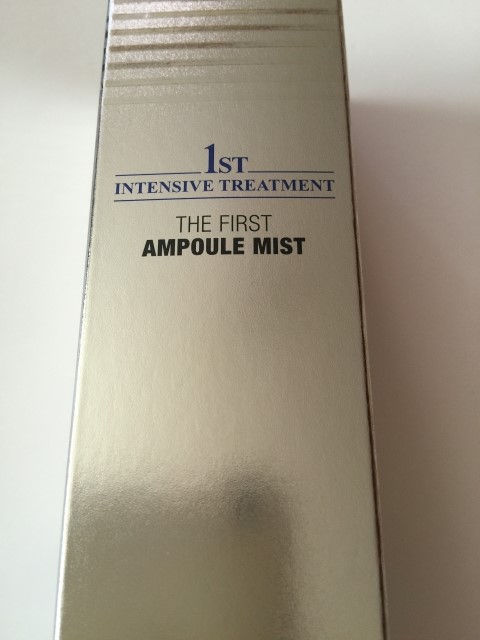 1ST
INTENSIVE TREATMENT
THE FIRST
AMPOULE MIST